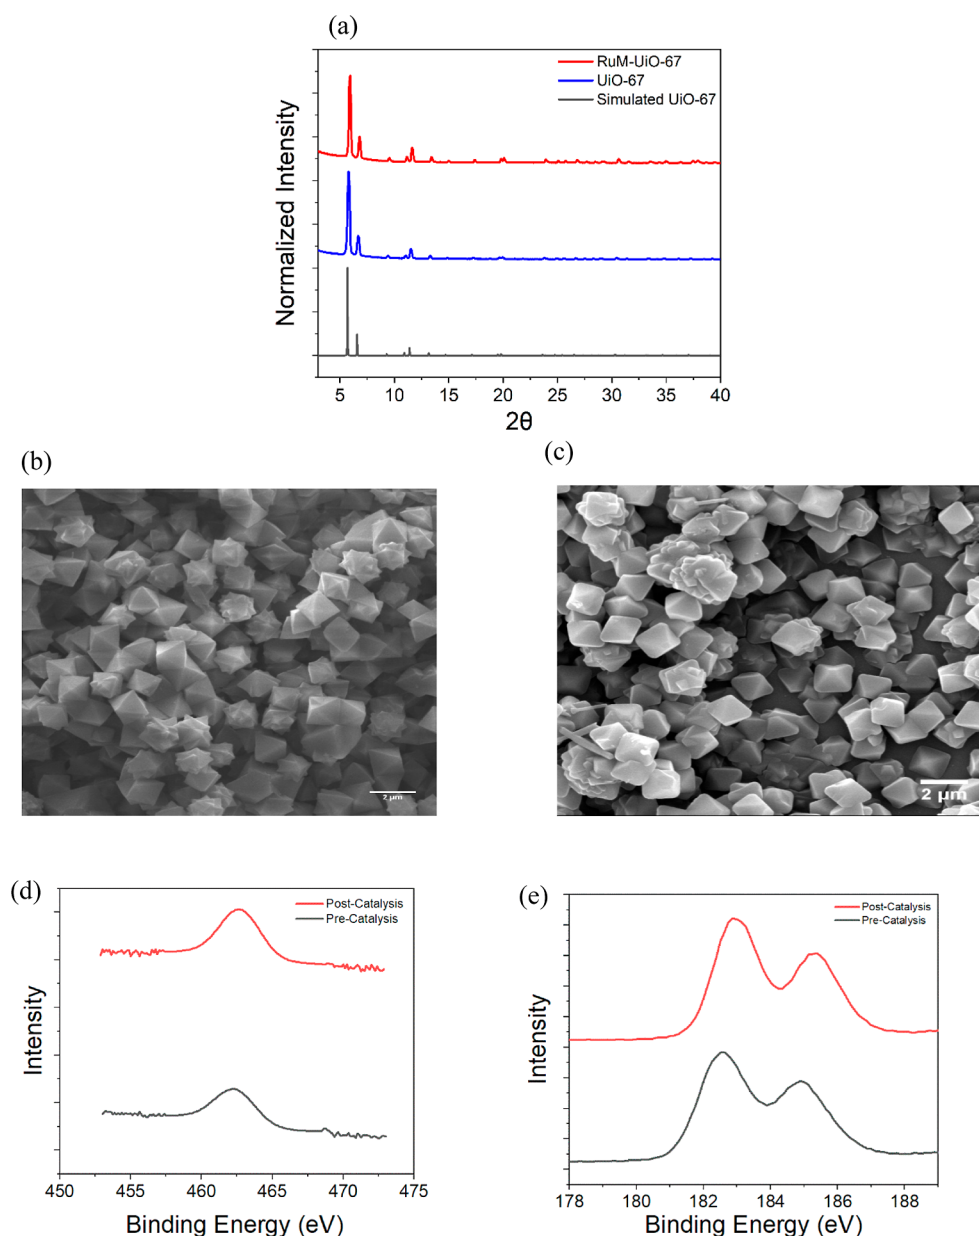 (a)
RuM-UiO-67
UiO-67
Simulated UiO-67
Normalized Intensity
5 10 15 20 25 30 35 40
2θ
(b)
(c)
2 μm
2 μm
(d)
Post-Catalysis
Pre-Catalysis
Intensity
450 455 460 465 470 475
Binding Energy (eV)
(e)
Post-Catalysis
Pre-Catalysis
Intensity
178 180 182 184 186 188
Binding Energy (eV)